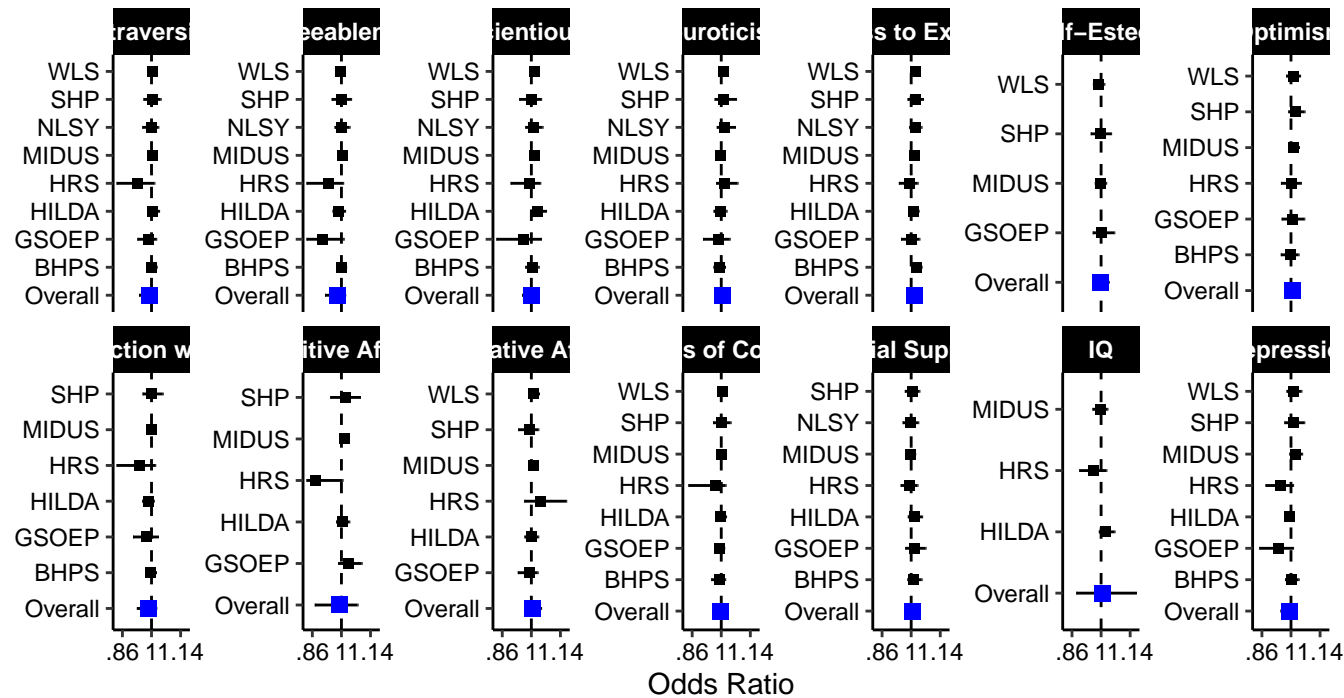 traversi
WLS
SHP
NLSY
MIDUS
HRS
HILDA
GSOEP
BHPS
Overall
eeablen
WLS
SHP
NLSY
MIDUS
HRS
HILDA
GSOEP
BHPS
Overall
cientiou
WLS
SHP
NLSY
MIDUS
HRS
HILDA
GSOEP
BHPS
Overall
uroticis
WLS
SHP
NLSY
MIDUS
HRS
HILDA
GSOEP
BHPS
Overall
s to Ex
WLS
SHP
NLSY
MIDUS
HRS
HILDA
GSOEP
BHPS
Overall
lf−Estee
WLS
SHP
MIDUS
GSOEP
Overall
ptimism
WLS
SHP
MIDUS
HRS
GSOEP
BHPS
Overall
ction w
SHP
MIDUS
HRS
HILDA
GSOEP
BHPS
Overall
.86 11.14
itive Af
SHP
MIDUS
HRS
HILDA
GSOEP
Overall
.86 11.14
ative Af
WLS
SHP
MIDUS
HRS
HILDA
GSOEP
Overall
.86 11.14
s of Co
WLS
SHP
MIDUS
HRS
HILDA
GSOEP
BHPS
Overall
.86 11.14
ial Sup
SHP
NLSY
MIDUS
HRS
HILDA
GSOEP
BHPS
Overall
.86 11.14
IQ
MIDUS
HRS
HILDA
Overall
.86 11.14
epressio
WLS
SHP
MIDUS
HRS
HILDA
GSOEP
BHPS
Overall
.86 11.14
Odds Ratio